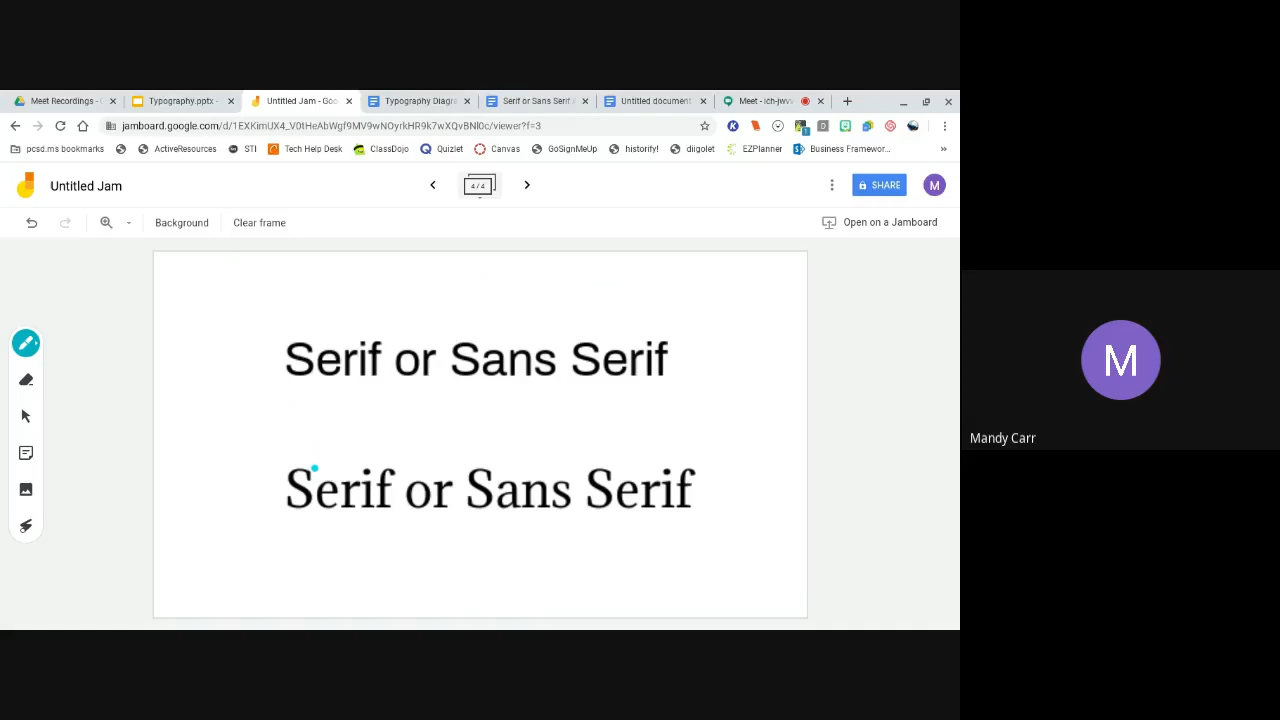 Meet Recordings - G
Typography.pptx -
Untitled Jam - Goo
Typography Diagra
Serif or Sans Serif A
Untitled document
Meet - ich-jwvv
jamboard.google.com/d/1EXKimUX4_V0tHeAbWgf9MV9wNOyrkHR9k7wXQvBNl0c/viewer?f=3
pcsd.ms bookmarks
ActiveResources
STI
Tech Help Desk
ClassDojo
Quizlet
Canvas
GoSignMeUp
historify!
diigolet
EZPlanner
Business Framewor...
Untitled Jam
4 / 4
SHARE
M
Background
Clear frame
Open on a Jamboard
Serif or Sans Serif
Serif or Sans Serif
M
Mandy Carr